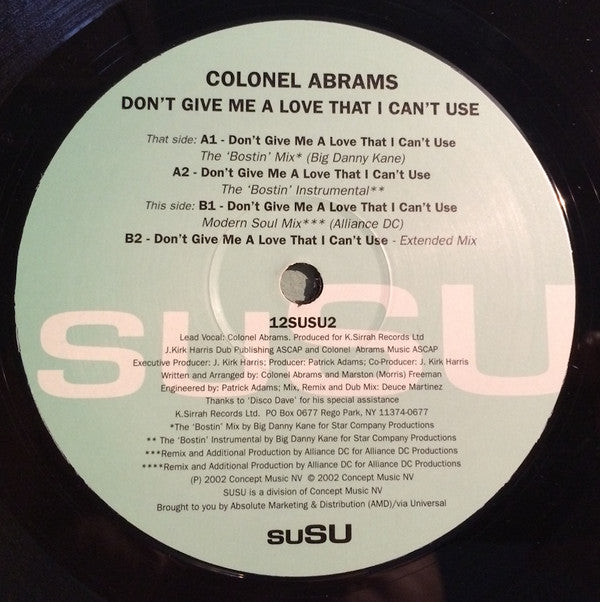 COLONEL ABRAMS
DON'T GIVE ME A LOVE THAT I CAN'T USE
That side: A1 - Don't Give Me A Love That I Can't Use
The 'Bostin' Mix* (Big Danny Kane)
A2 - Don't Give Me A Love That I Can't Use
The 'Bostin' Instrumental**
This side: B1 - Don't Give Me A Love That I Can't Use
Modern Soul Mix*** (Alliance DC)
B2 - Don't Give Me A Love That I Can't Use - Extended Mix
suSU
12SUSU2
Lead Vocal: Colonel Abrams. Produced for K.Sirrah Records Ltd
J.Kirk Harris Dub Publishing ASCAP and Colonel Abrams Music ASCAP
Executive Producer: J. Kirk Harris; Producer: Patrick Adams; Co-Producer: J. Kirk Harris
Written and Arranged by: Colonel Abrams and Marston (Morris) Freeman
Engineered by: Patrick Adams; Mix, Remix and Dub Mix: Deuce Martinez
Thanks to 'Disco Dave' for his special assistance
K.Sirrah Records Ltd. PO Box 0677 Rego Park, NY 11374-0677
*The 'Bostin' Mix by Big Danny Kane for Star Company Productions
** The 'Bostin' Instrumental by Big Danny Kane for Star Company Productions
***Remix and Additional Production by Alliance DC for Alliance DC Productions
****Remix and Additional Production by Alliance DC for Alliance DC Productions
(P) 2002 Concept Music NV © 2002 Concept Music NV
SUSU is a division of Concept Music NV
Brought to you by Absolute Marketing & Distribution (AMD)/via Universal
suSU